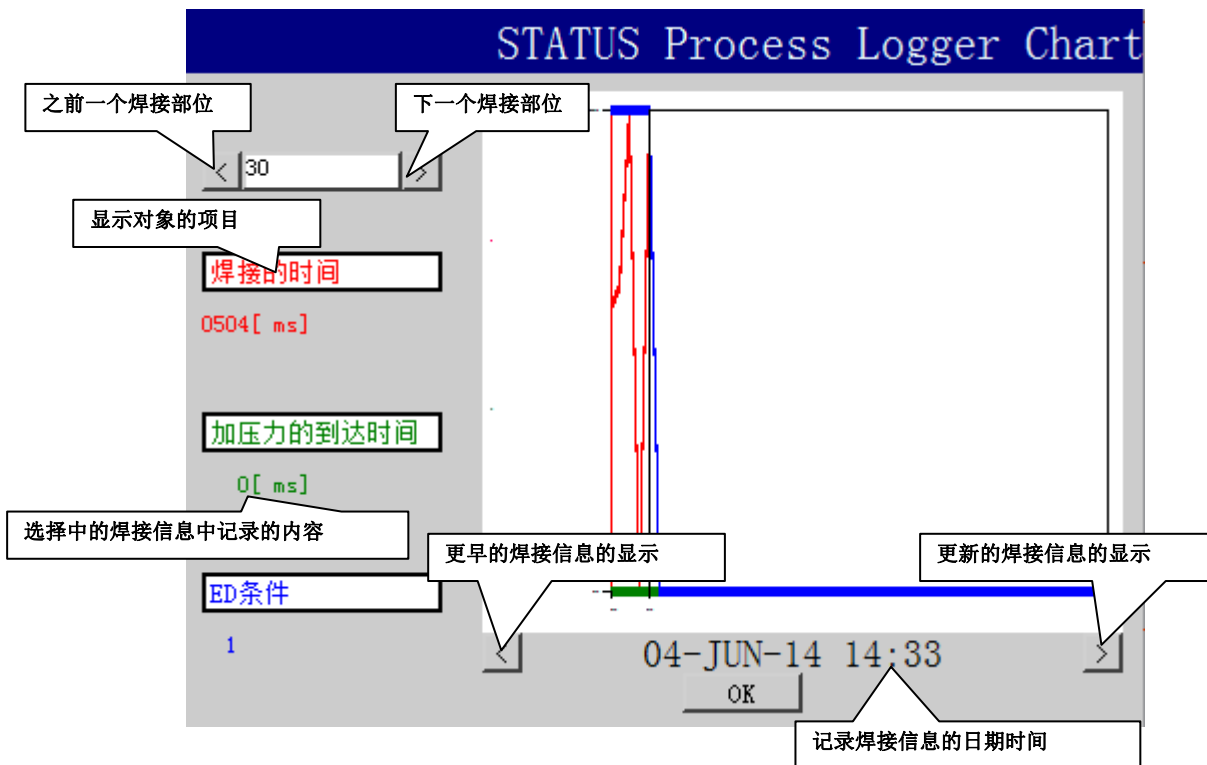 STATUS Process Logger Chart
之前一个焊接部位
下一个焊接部位
< 30 >
显示对象的项目
焊接的时间
0504[ ms]
加压力的到达时间
0[ ms]
选择中的焊接信息中记录的内容
更早的焊接信息的显示
更新的焊接信息的显示
ED条件
1
< 04-JUN-14 14:33 >
OK
记录焊接信息的日期时间